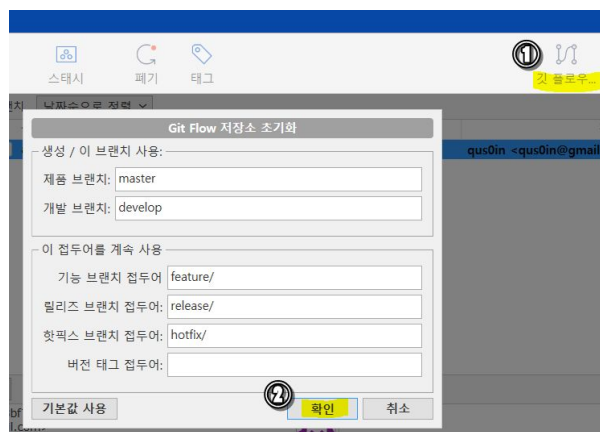 ①
스태시 폐기 태그 깃 플로우...
날짜순으로 정렬
Git Flow 저장소 초기화
생성 / 이 브랜치 사용:
qus0in <qus0in@gmail
제품 브랜치: master
개발 브랜치: develop
이 접두어를 계속 사용
기능 브랜치 접두어 feature/
릴리즈 브랜치 접두어: release/
핫픽스 브랜치 접두어: hotfix/
버전 태그 접두어:
②
기본값 사용 확인 취소
l.com>